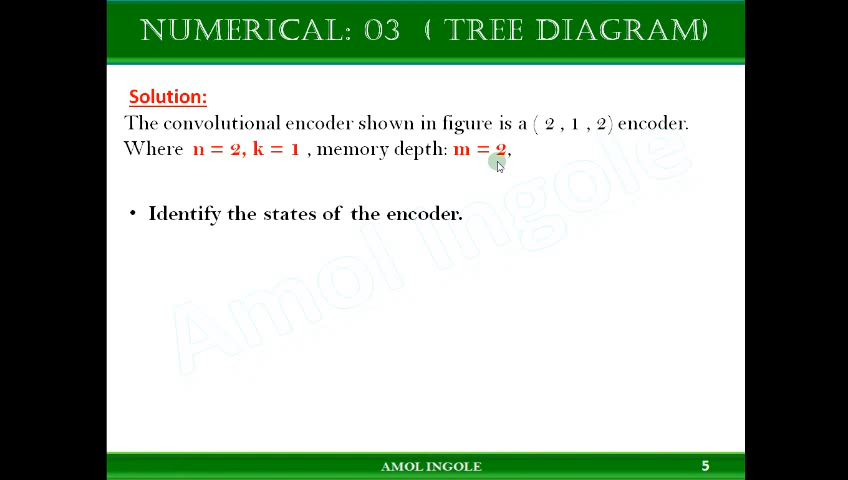 NUMERICAL: 03 ( TREE DIAGRAM)
Solution:
The convolutional encoder shown in figure is a ( 2 , 1 , 2) encoder.
Where n = 2, k = 1 , memory depth: m = 2,
• Identify the states of the encoder.
Amol Ingole
AMOL INGOLE
5